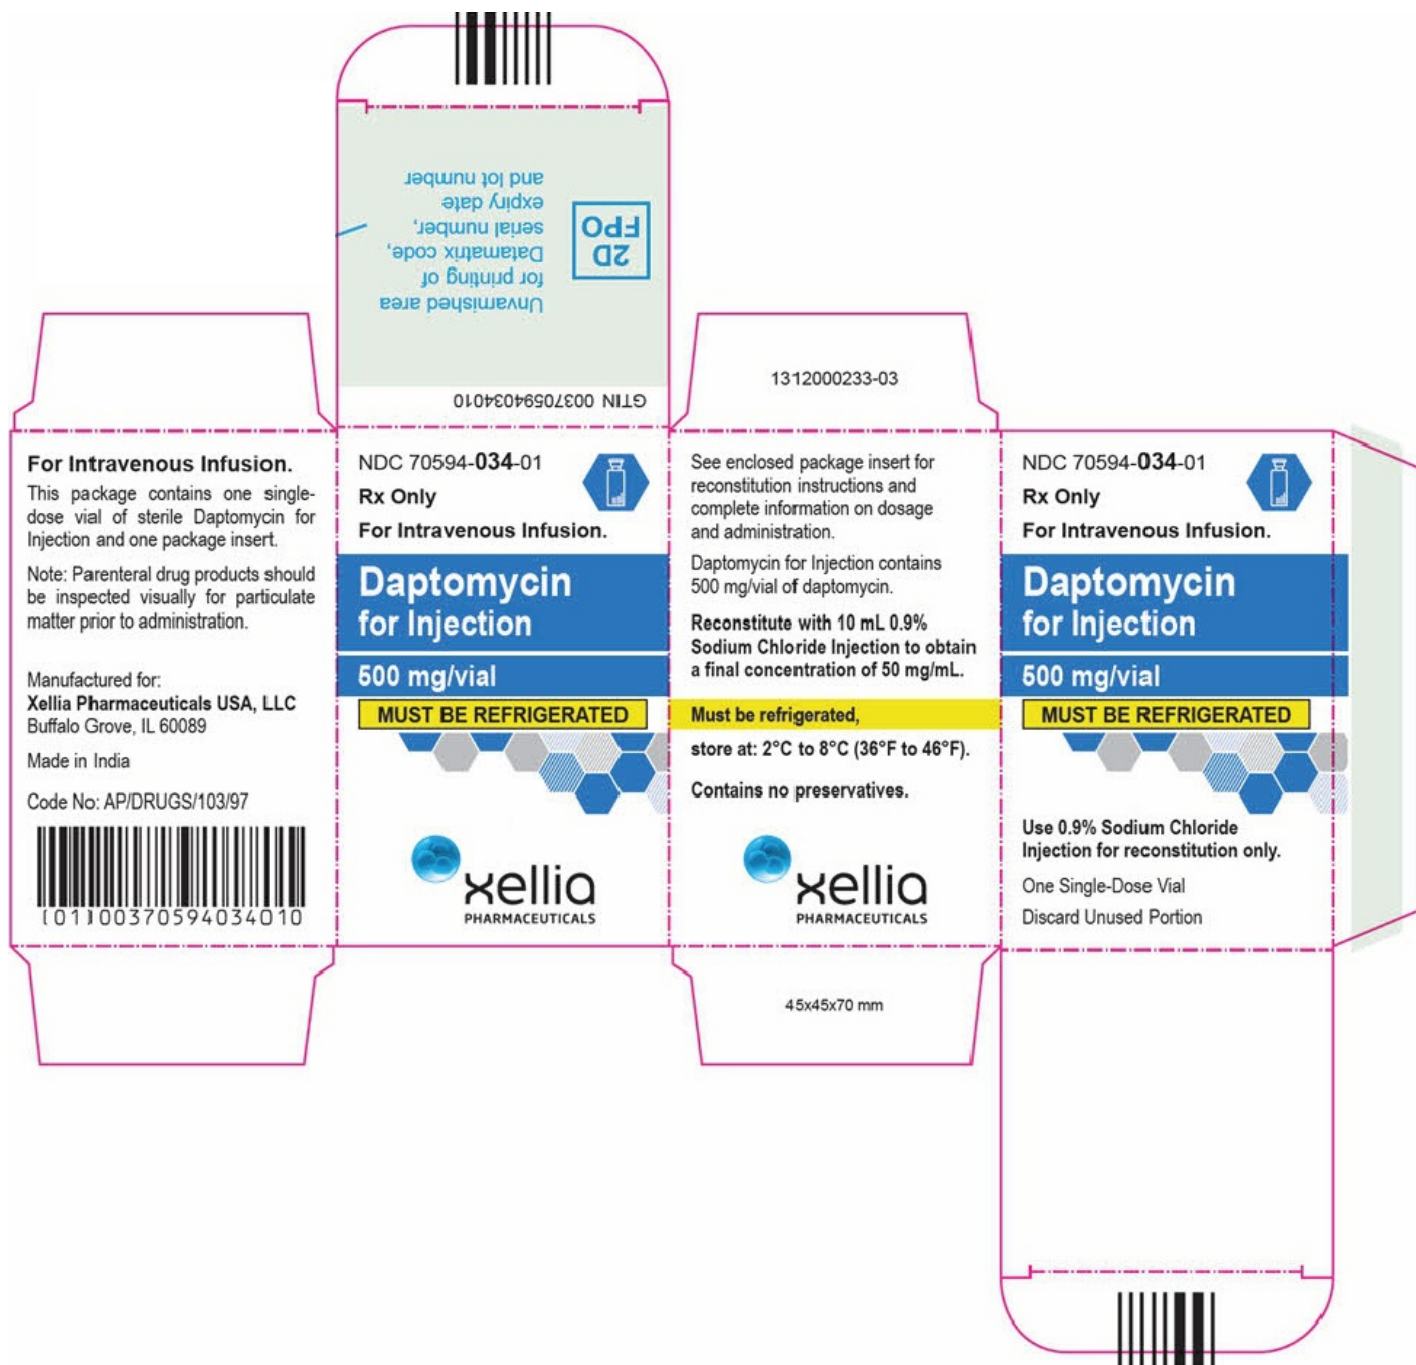 Unvarnished area
for printing of
Datamatrix code,
serial number,
expiry date
and lot number
2D
FPO
GTIN 00370594034010
1312000233-03
For Intravenous Infusion.
This package contains one single-
dose vial of sterile Daptomycin for
Injection and one package insert.
Note: Parenteral drug products should
be inspected visually for particulate
matter prior to administration.
Manufactured for:
Xellia Pharmaceuticals USA, LLC
Buffalo Grove, IL 60089
Made in India
Code No: AP/DRUGS/103/97
(01)00370594034010
NDC 70594-034-01
Rx Only
For Intravenous Infusion.
Daptomycin
for Injection
500 mg/vial
MUST BE REFRIGERATED
xellia
PHARMACEUTICALS
See enclosed package insert for
reconstitution instructions and
complete information on dosage
and administration.
Daptomycin for Injection contains
500 mg/vial of daptomycin.
Reconstitute with 10 mL 0.9%
Sodium Chloride Injection to obtain
a final concentration of 50 mg/mL.
Must be refrigerated,
store at: 2°C to 8°C (36°F to 46°F).
Contains no preservatives.
xellia
PHARMACEUTICALS
NDC 70594-034-01
Rx Only
For Intravenous Infusion.
Daptomycin
for Injection
500 mg/vial
MUST BE REFRIGERATED
Use 0.9% Sodium Chloride
Injection for reconstitution only.
One Single-Dose Vial
Discard Unused Portion
45x45x70 mm